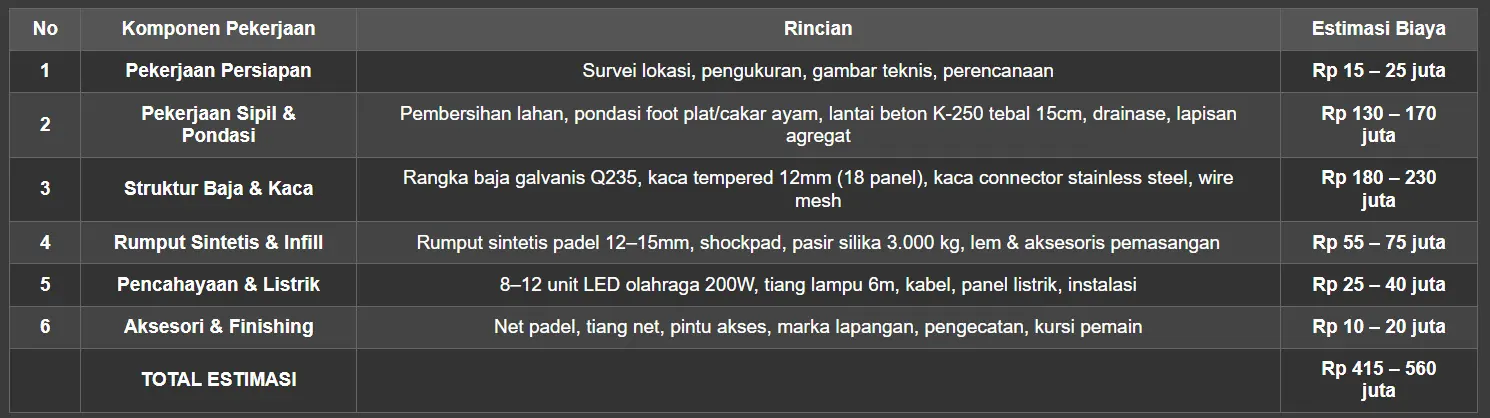 No Komponen Pekerjaan Rincian Estimasi Biaya
1 Pekerjaan Persiapan Survei lokasi, pengukuran, gambar teknis, perencanaan Rp 15 – 25 juta
2 Pekerjaan Sipil &
Pondasi
Pembersihan lahan, pondasi foot plat/cakar ayam, lantai beton K-250 tebal 15cm, drainase, lapisan
agregat
Rp 130 – 170
juta
3 Struktur Baja & Kaca
Rangka baja galvanis Q235, kaca tempered 12mm (18 panel), kaca connector stainless steel, wire
mesh
Rp 180 – 230
juta
4 Rumput Sintetis & Infill Rumput sintetis padel 12–15mm, shockpad, pasir silika 3.000 kg, lem & aksesoris pemasangan Rp 55 – 75 juta
5 Pencahayaan & Listrik 8–12 unit LED olahraga 200W, tiang lampu 6m, kabel, panel listrik, instalasi Rp 25 – 40 juta
6 Aksesori & Finishing Net padel, tiang net, pintu akses, marka lapangan, pengecatan, kursi pemain Rp 10 – 20 juta
TOTAL ESTIMASI
Rp 415 – 560
juta